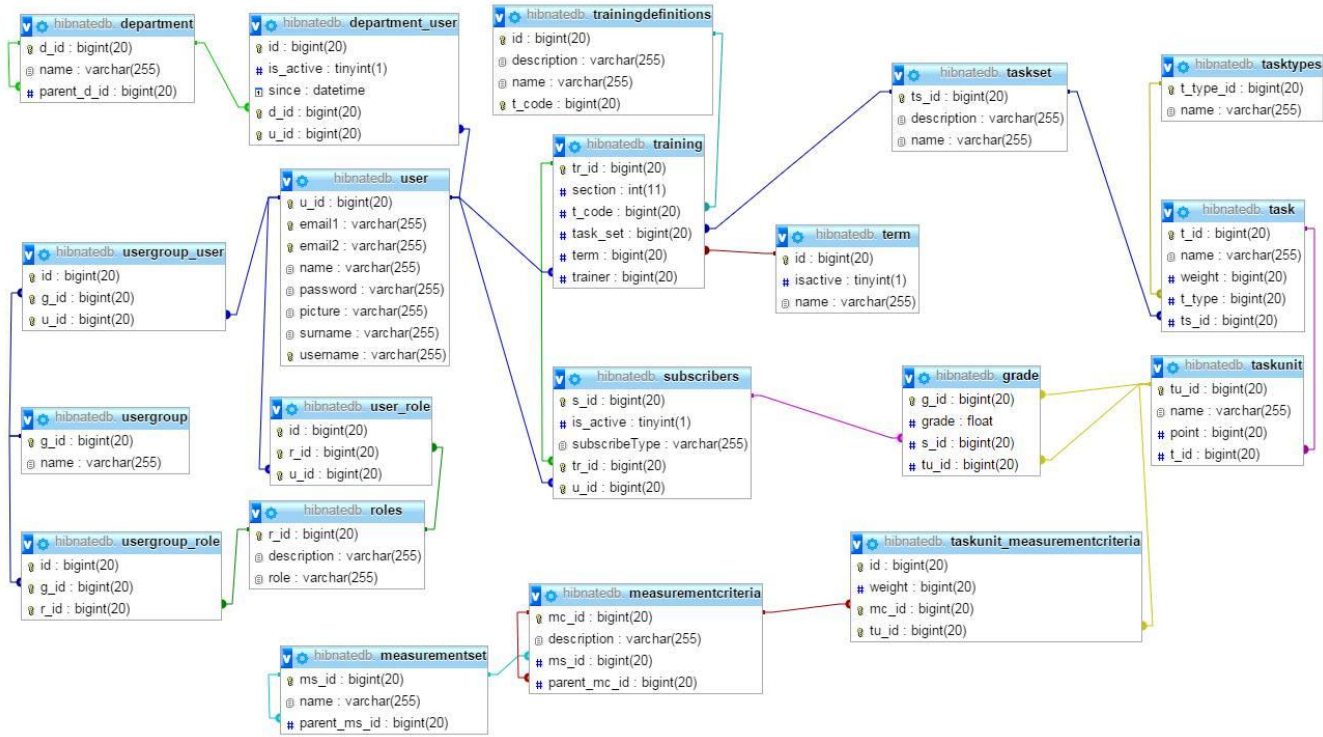 hibnatedb. department
d_id : bigint(20)
name : varchar(255)
parent_d_id : bigint(20)
hibnatedb. department_user
id : bigint(20)
is_active : tinyint(1)
since : datetime
d_id : bigint(20)
u_id : bigint(20)
hibnatedb. trainingdefinitions
id : bigint(20)
description : varchar(255)
name : varchar(255)
t_code : bigint(20)
hibnatedb. taskset
ts_id : bigint(20)
description : varchar(255)
name : varchar(255)
hibnatedb. tasktypes
t_type_id : bigint(20)
name : varchar(255)
hibnatedb. training
tr_id : bigint(20)
section : int(11)
t_code : bigint(20)
task_set : bigint(20)
term : bigint(20)
trainer : bigint(20)
hibnatedb. user
u_id : bigint(20)
email1 : varchar(255)
email2 : varchar(255)
name : varchar(255)
password : varchar(255)
picture : varchar(255)
surname : varchar(255)
username : varchar(255)
hibnatedb. term
id : bigint(20)
isactive : tinyint(1)
name : varchar(255)
hibnatedb. task
t_id : bigint(20)
name : varchar(255)
weight : bigint(20)
t_type : bigint(20)
ts_id : bigint(20)
hibnatedb. usergroup_user
id : bigint(20)
g_id : bigint(20)
u_id : bigint(20)
hibnatedb. subscribers
s_id : bigint(20)
is_active : tinyint(1)
subscribeType : varchar(255)
tr_id : bigint(20)
u_id : bigint(20)
hibnatedb. grade
g_id : bigint(20)
grade : float
s_id : bigint(20)
tu_id : bigint(20)
hibnatedb. taskunit
tu_id : bigint(20)
name : varchar(255)
point : bigint(20)
t_id : bigint(20)
hibnatedb. usergroup
g_id : bigint(20)
name : varchar(255)
hibnatedb. user_role
id : bigint(20)
r_id : bigint(20)
u_id : bigint(20)
hibnatedb. roles
r_id : bigint(20)
description : varchar(255)
role : varchar(255)
hibnatedb. usergroup_role
id : bigint(20)
g_id : bigint(20)
r_id : bigint(20)
hibnatedb. taskunit_measurementcriteria
id : bigint(20)
weight : bigint(20)
mc_id : bigint(20)
tu_id : bigint(20)
hibnatedb. measurementcriteria
mc_id : bigint(20)
description : varchar(255)
ms_id : bigint(20)
parent_mc_id : bigint(20)
hibnatedb. measurementset
ms_id : bigint(20)
name : varchar(255)
parent_ms_id : bigint(20)